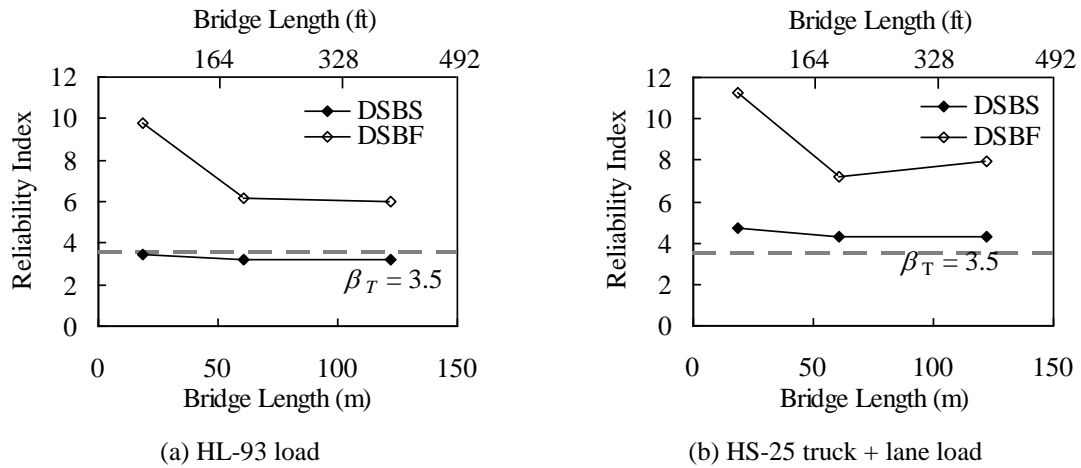 Bridge Length (ft)
164 328 492
12
10
8
6
4
2
0
Reliability Index
DSBS
DSBF
β T = 3.5
0 50 100 150
Bridge Length (m)
(a) HL-93 load
Bridge Length (ft)
164 328 492
12
10
8
6
4
2
0
Reliability Index
DSBS
DSBF
β T = 3.5
0 50 100 150
Bridge Length (m)
(b) HS-25 truck + lane load